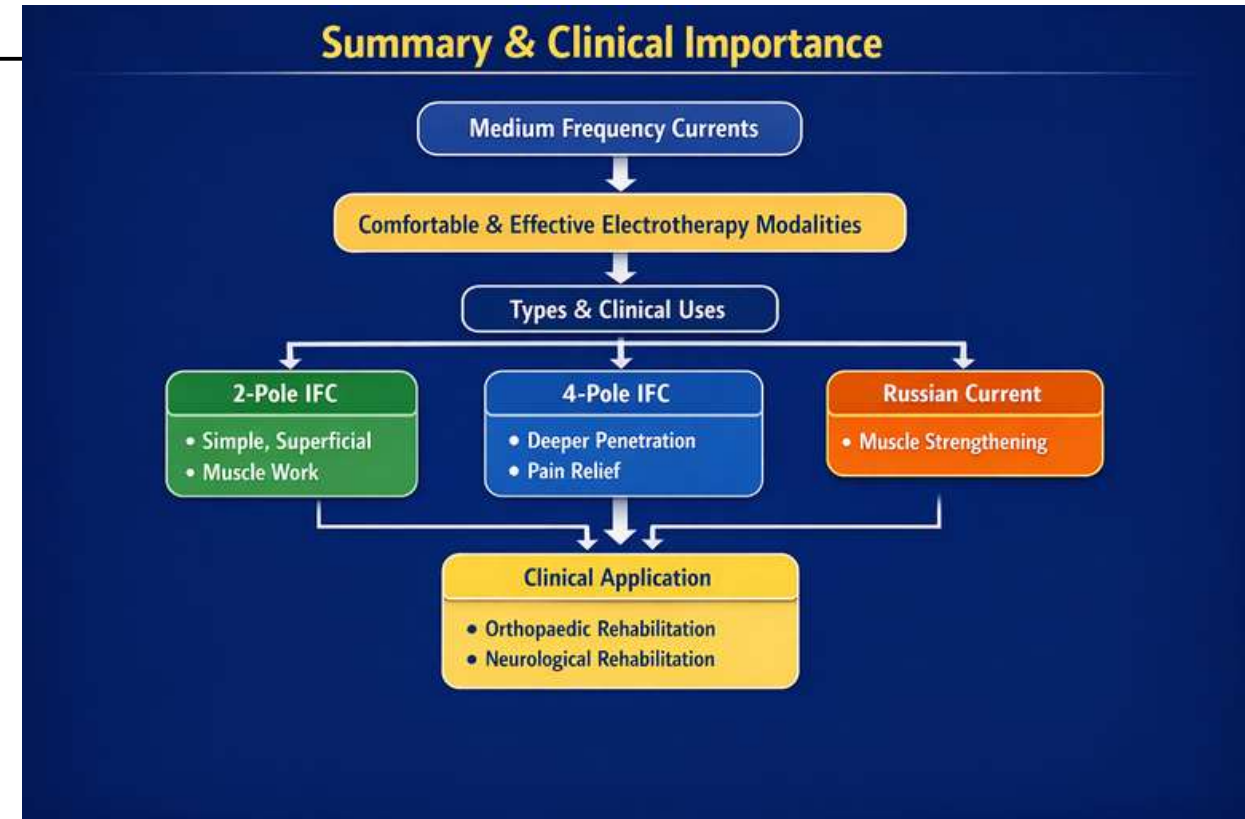 Summary & Clinical Importance
Medium Frequency Currents
Comfortable & Effective Electrotherapy Modalities
Types & Clinical Uses
2-Pole IFC
• Simple, Superficial
• Muscle Work
4-Pole IFC
• Deeper Penetration
• Pain Relief
Russian Current
• Muscle Strengthening
Clinical Application
• Orthopaedic Rehabilitation
• Neurological Rehabilitation